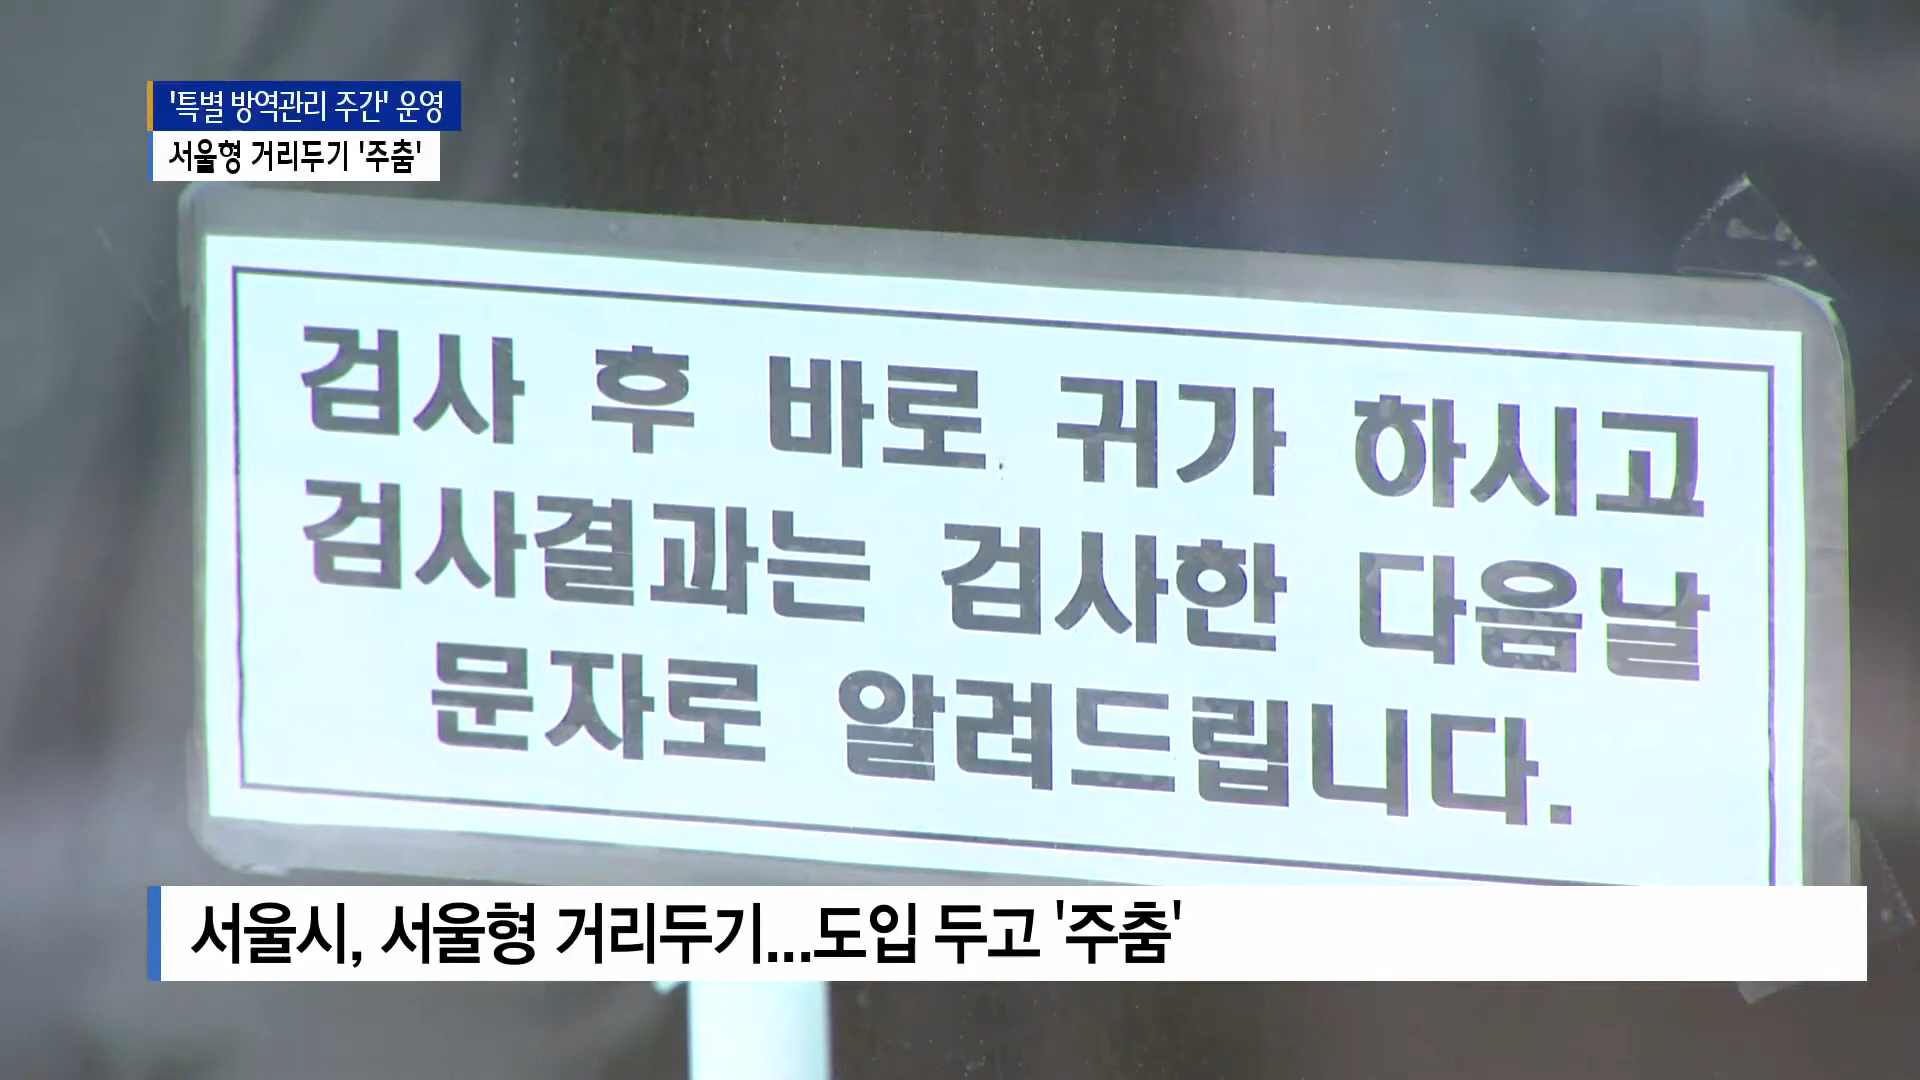 '특별 방역관리 주간' 운영
서울형 거리두기 '주춤'
검사 후 바로 귀가 하시고
검사결과는 검사한 다음날
문자로 알려드립니다.
서울시, 서울형 거리두기...도입 두고 '주춤'